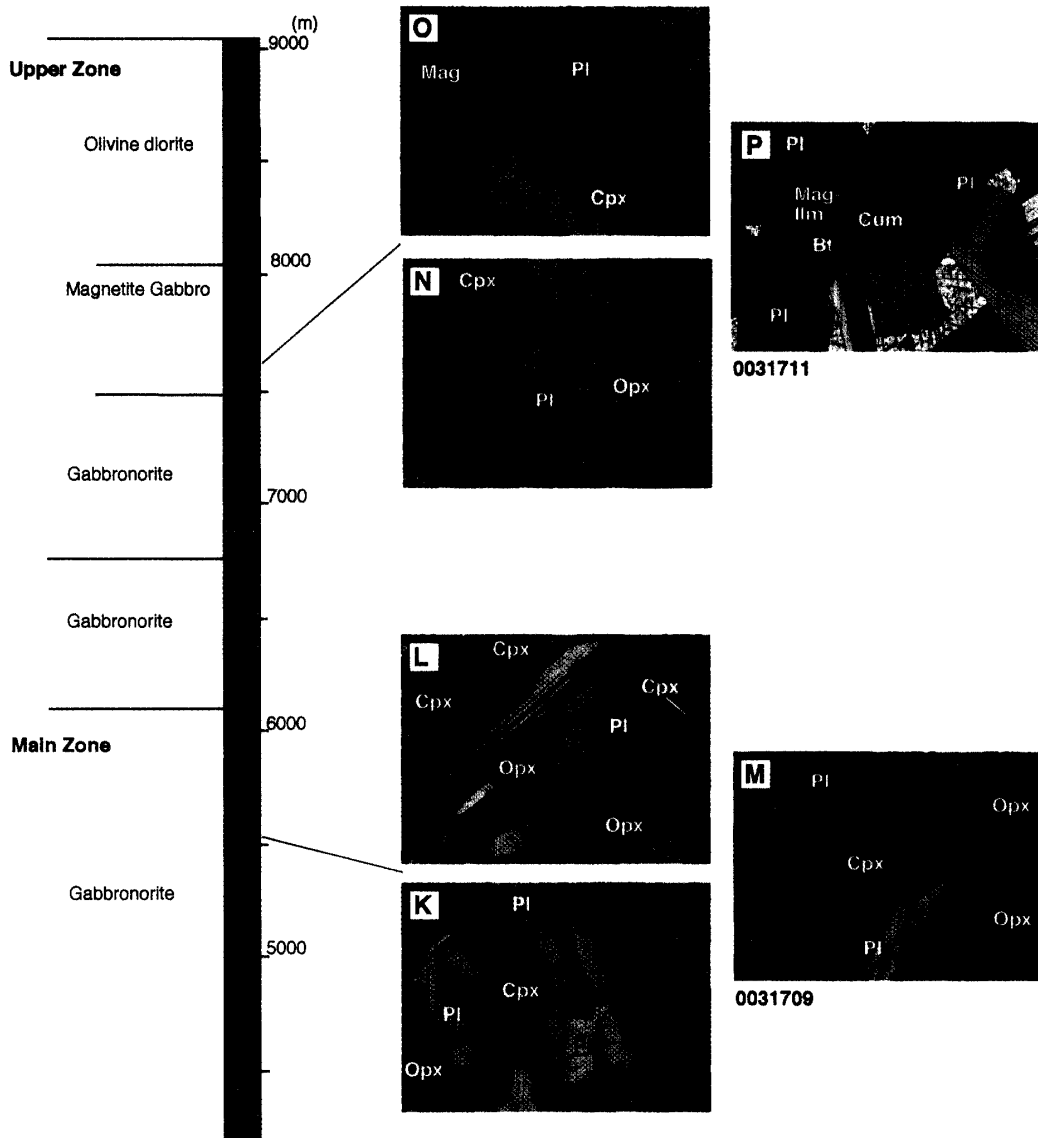 (m)
9000
Upper Zone
Olivine diorite
8000
Magnetite Gabbro
Gabbronorite
7000
Gabbronorite
6000
Main Zone
Gabbronorite
5000
O
Mag
Pl
Cpx
P
Pl
Pl
Mag
Ilm
Cum
Bt
Pl
0031711
N
Cpx
Pl
Opx
L
Cpx
Cpx
Cpx
Pl
Opx
Opx
M
Pl
Opx
Cpx
Opx
Pl
0031709
K
Pl
Cpx
Pl
Opx